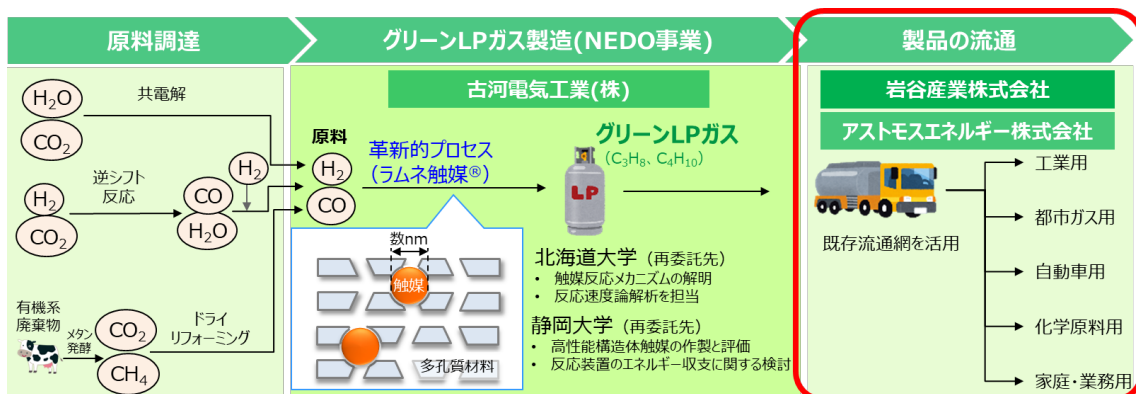 原料調達
グリーンLPガス製造(NEDO事業)
製品の流通
H₂O
CO₂
共電解
H₂
CO₂
逆シフト
反応
CO
H₂O
H₂
有機系
廃棄物
メタン
発酵
CO₂
CH₄
ドライ
リフォーミング
古河電気工業(株)
原料
H₂
CO
革新的プロセス
(ラムネ触媒®)
グリーンLPガス
(C₃H₈、C₄H₁₀)
LP
数nm
触媒
多孔質材料
北海道大学 (再委託先)
• 触媒反応メカニズムの解明
• 反応速度論解析を担当
静岡大学 (再委託先)
• 高性能構造体触媒の作製と評価
• 反応装置のエネルギー収支に関する検討
岩谷産業株式会社
アストモスエネルギー株式会社
既存流通網を活用
工業用
都市ガス用
自動車用
化学原料用
家庭・業務用